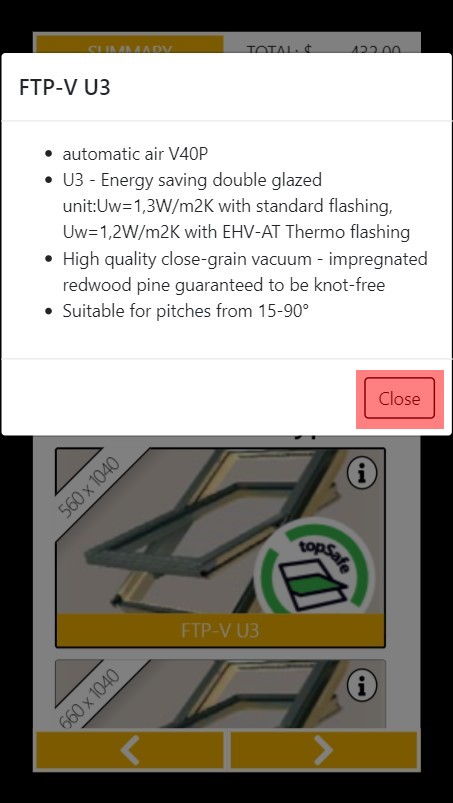 SUMMARY
TOTAL: $ 432.00
FTP-V U3
• automatic air V40P
• U3 - Energy saving double glazed
unit:Uw=1,3W/m2K with standard flashing,
Uw=1,2W/m2K with EHV-AT Thermo flashing
• High quality close-grain vacuum - impregnated
redwood pine guaranteed to be knot-free
• Suitable for pitches from 15-90°
Close
560 x 1040
topSafe
FTP-V U3
660 x 1040